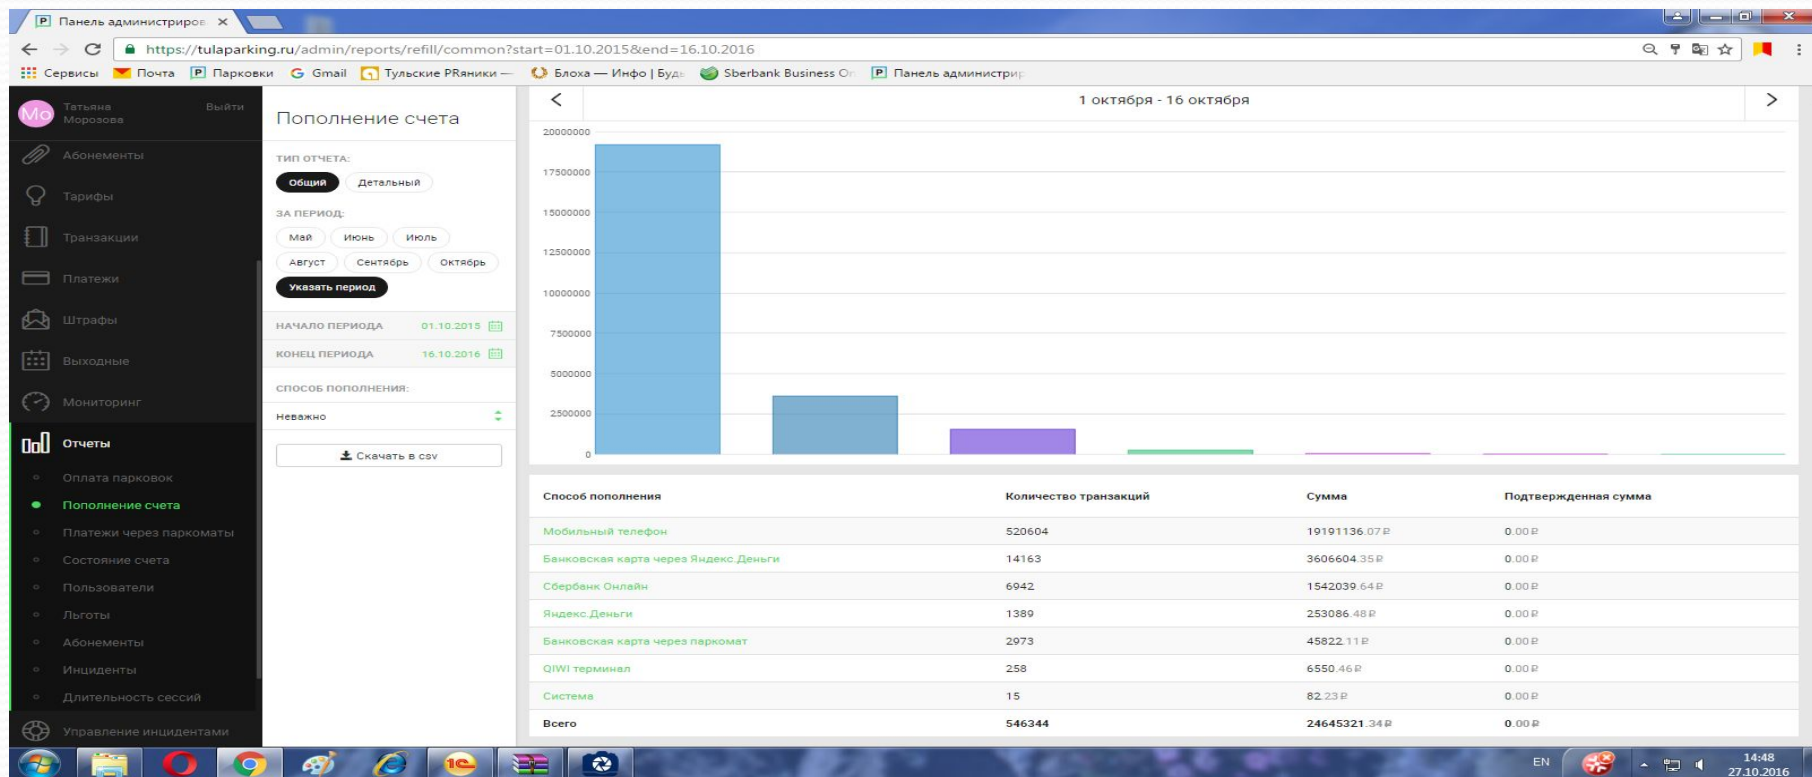 Панель администриров
https://tulaparking.ru/admin/reports/refill/common?start=01.10.2015&end=16.10.2016
Сервисы Почта Парковки Gmail Тульские PRяники — Блоха — Инфо | Будь Sberbank Business On Панель администрир
Мо Татьяна Морозова Выйти
Абонементы
Тарифы
Транзакции
Платежи
Штрафы
Выходные
Мониторинг
Отчеты
Оплата парковок
Пополнение счета
Платежи через паркоматы
Состояние счета
Пользователи
Льготы
Абонементы
Инциденты
Длительность сессий
Управление инцидентами
Пополнение счета
ТИП ОТЧЕТА:
Общий Детальный
ЗА ПЕРИОД:
Май Июнь Июль
Август Сентябрь Октябрь
Указать период
НАЧАЛО ПЕРИОДА 01.10.2015
КОНЕЦ ПЕРИОДА 16.10.2016
СПОСОБ ПОПОЛНЕНИЯ:
Неважно
Скачать в csv
1 октября - 16 октября
20000000
17500000
15000000
12500000
10000000
7500000
5000000
2500000
0
Способ пополнения Количество транзакций Сумма Подтвержденная сумма
Мобильный телефон 520604 19191136.07₽ 0.00₽
Банковская карта через Яндекс.Деньги 14163 3606604.35₽ 0.00₽
Сбербанк Онлайн 6942 1542039.64₽ 0.00₽
Яндекс.Деньги 1389 253086.48₽ 0.00₽
Банковская карта через паркомат 2973 45822.11₽ 0.00₽
QIWI терминал 258 6550.46₽ 0.00₽
Система 15 82.23₽ 0.00₽
Всего 546344 24645321.34₽ 0.00₽
EN 14:48
27.10.2016